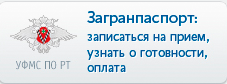 Загранпаспорт:
записаться на прием,
узнать о готовности,
оплата
УФМС ПО РТ